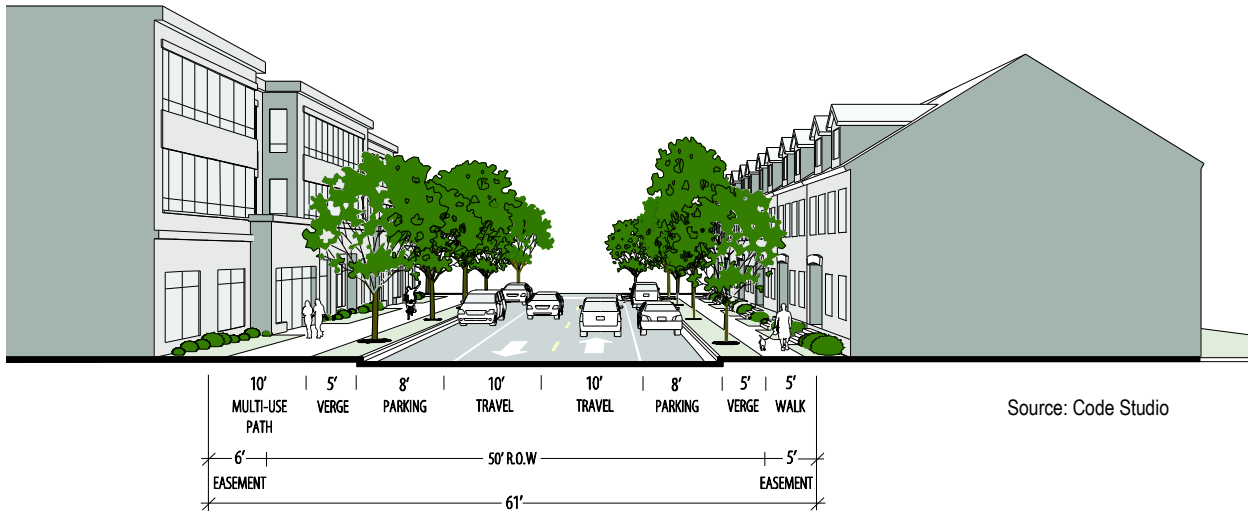 10' 5' 8' 10' 10' 8' 5' 5'
MULTI-USE VERGE PARKING TRAVEL TRAVEL PARKING VERGE WALK
PATH
Source: Code Studio
6' 50' R.O.W 5'
EASEMENT EASEMENT
61'